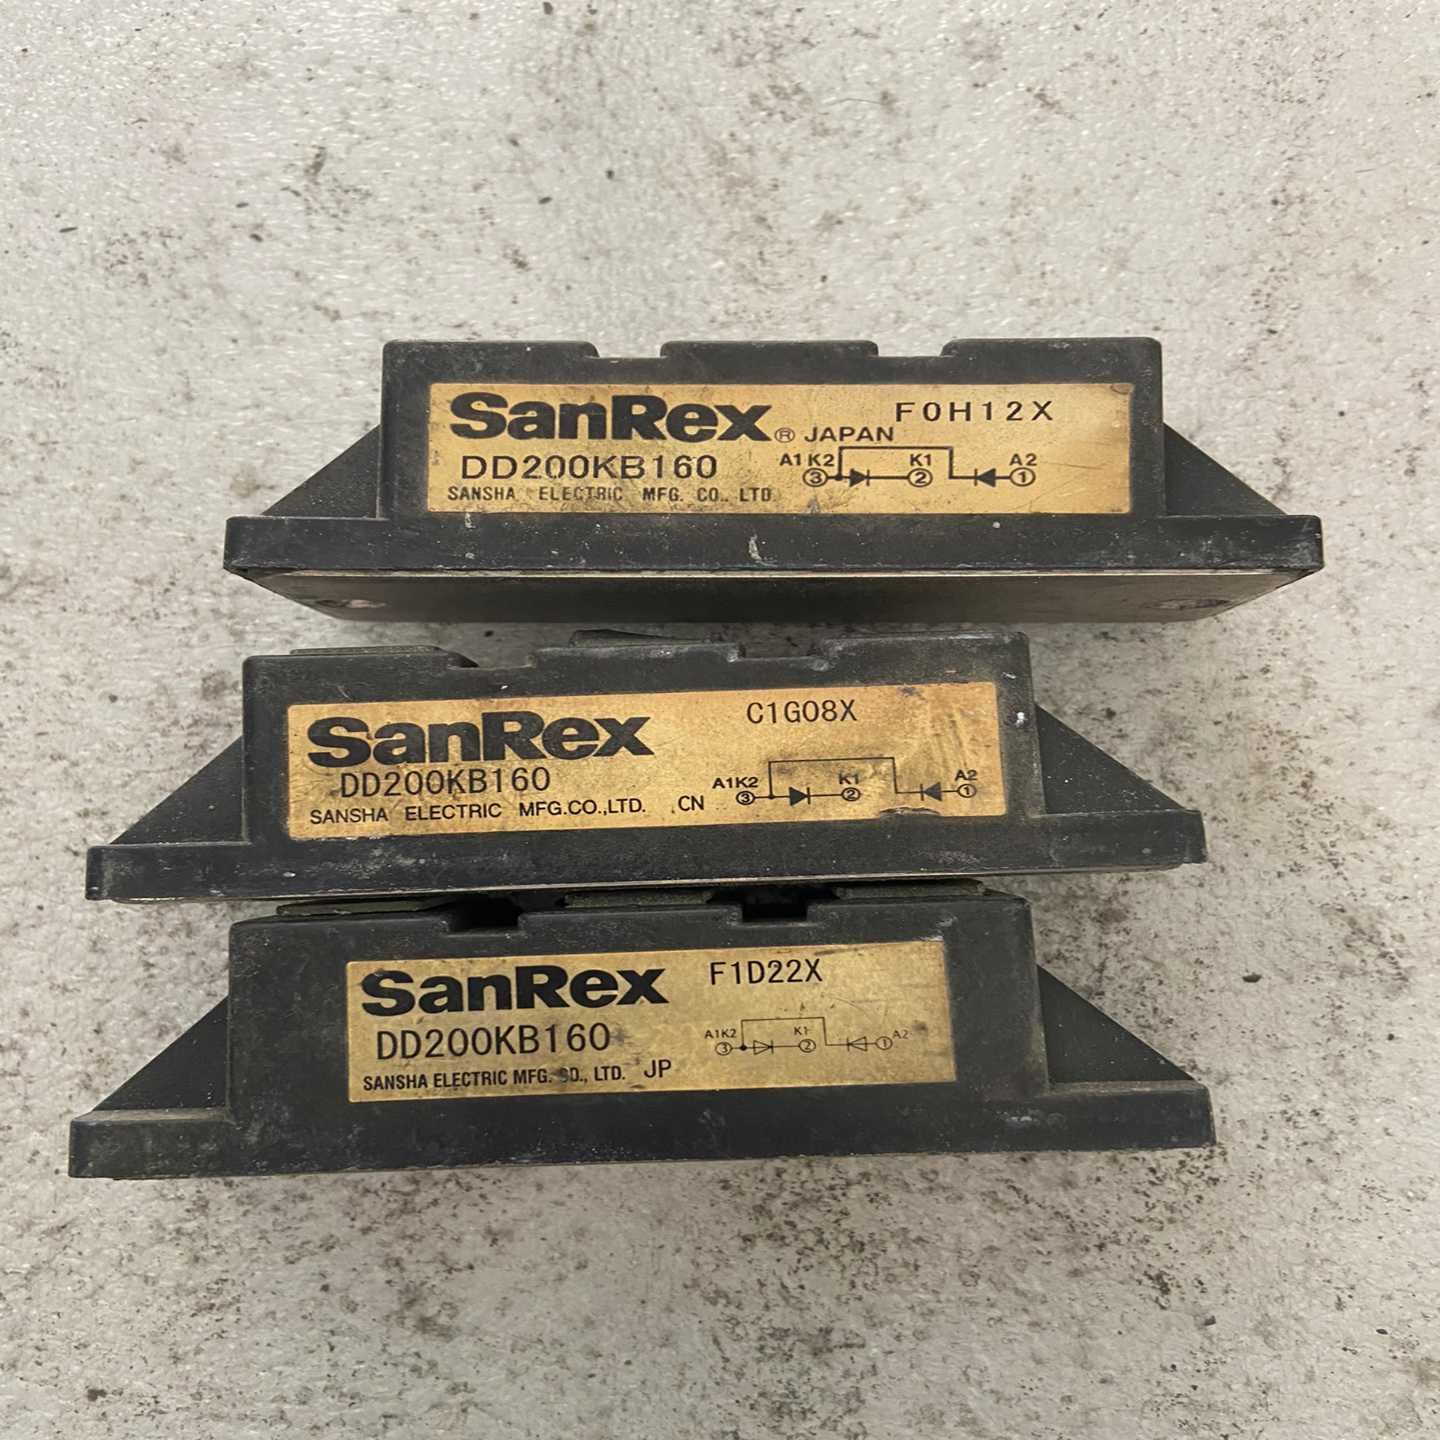 SanRex ® JAPAN F0H12X
DD200KB160
A1 K2 K1 A2
3 2 1
SANSHA ELECTRIC MFG. CO., LTD
SanRex C1G08X
DD200KB160
A1K2 K1 A2
3 2 1
SANSHA ELECTRIC MFG.CO.,LTD. CN
SanRex F1D22X
DD200KB160
A1K2 K1 A2
3 2 1
SANSHA ELECTRIC MFG. CO., LTD. JP